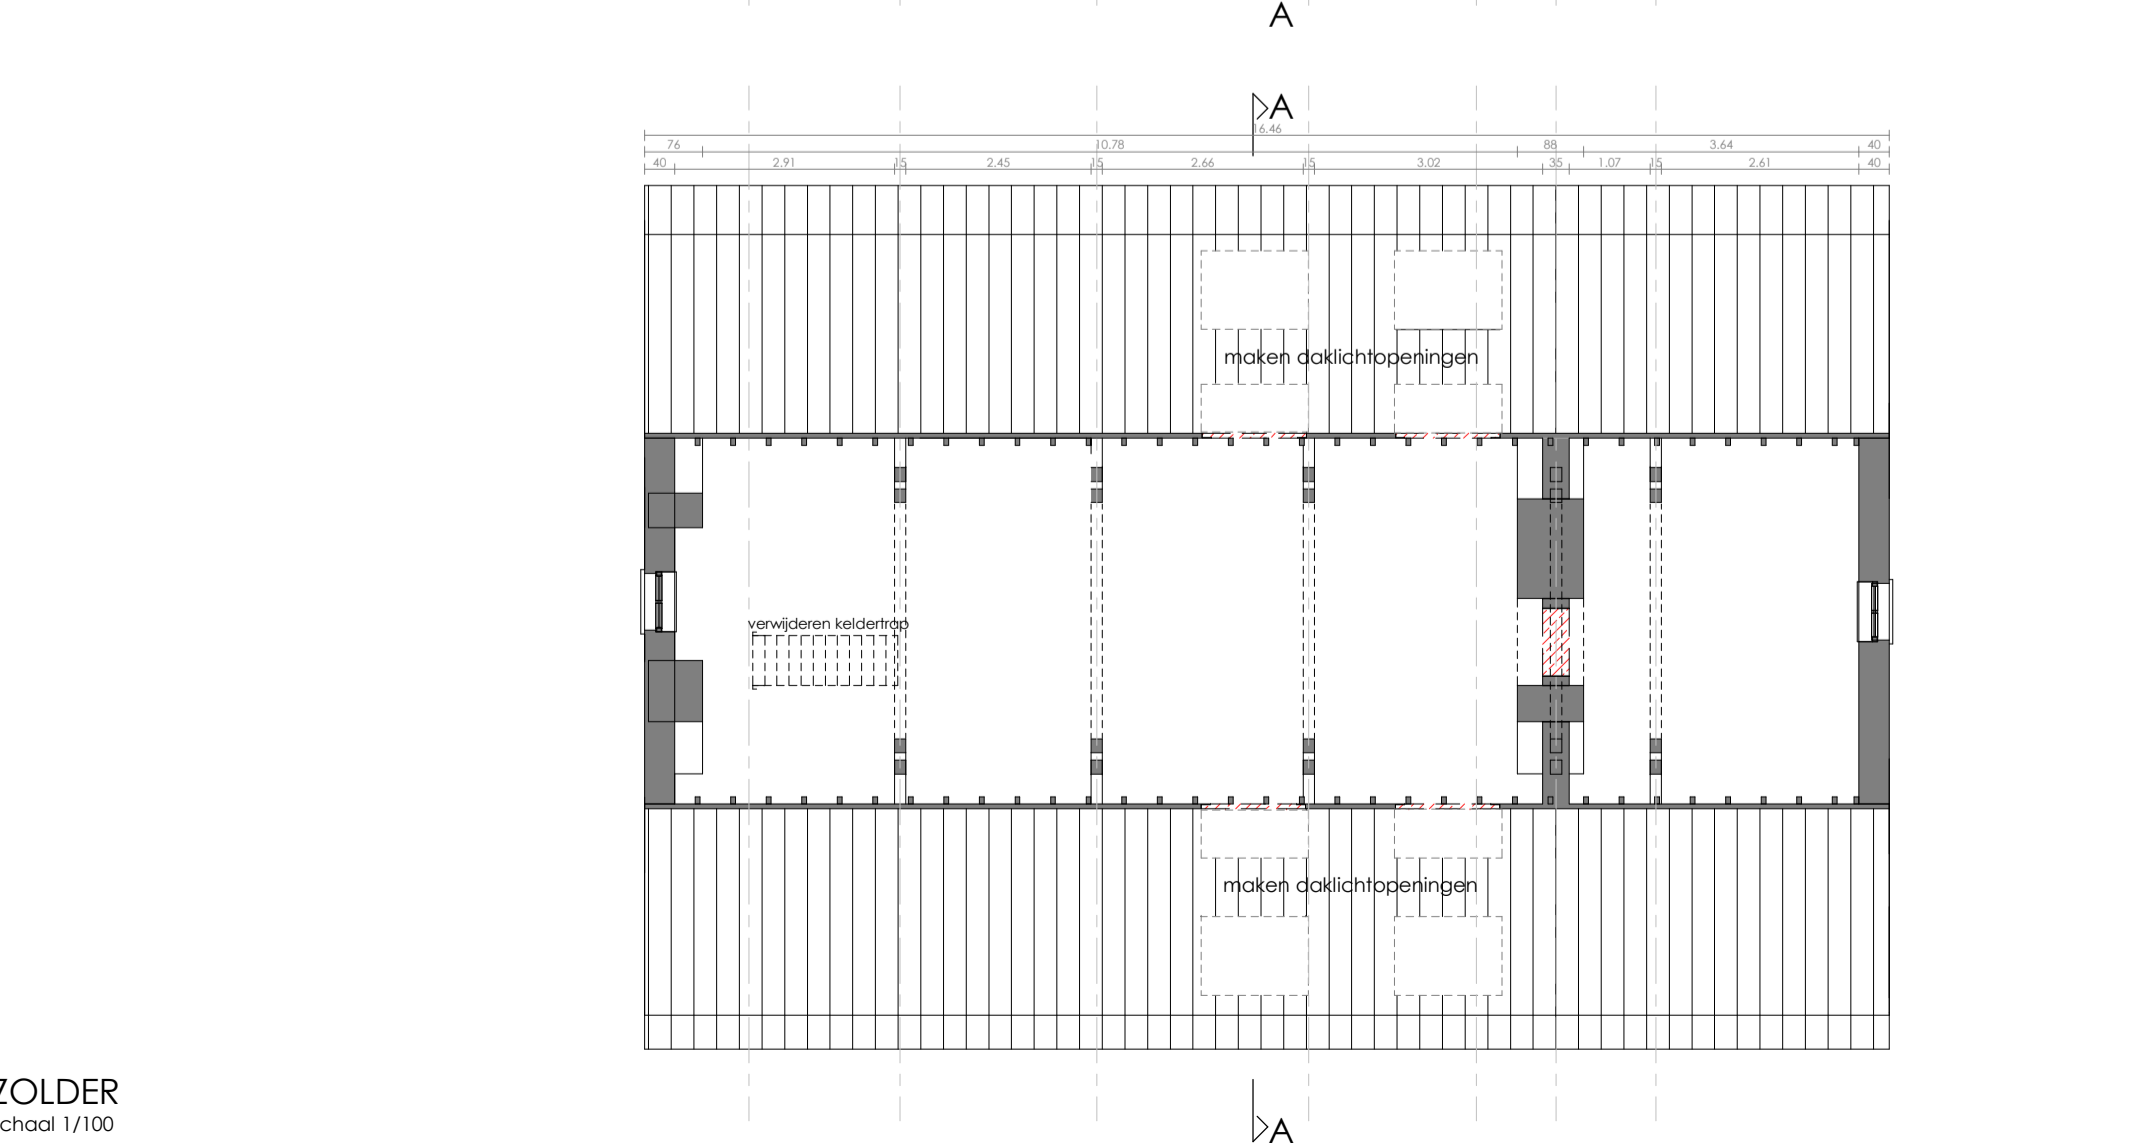 A
A
16.46
76 10.78 88 3.64 40
40 2.91 15 2.45 15 2.66 15 3.02 35 1.07 15 2.61 40
maken daklichtopeningen
verwijderen keldertrap
maken daklichtopeningen
ZOLDER
chaal 1/100
A